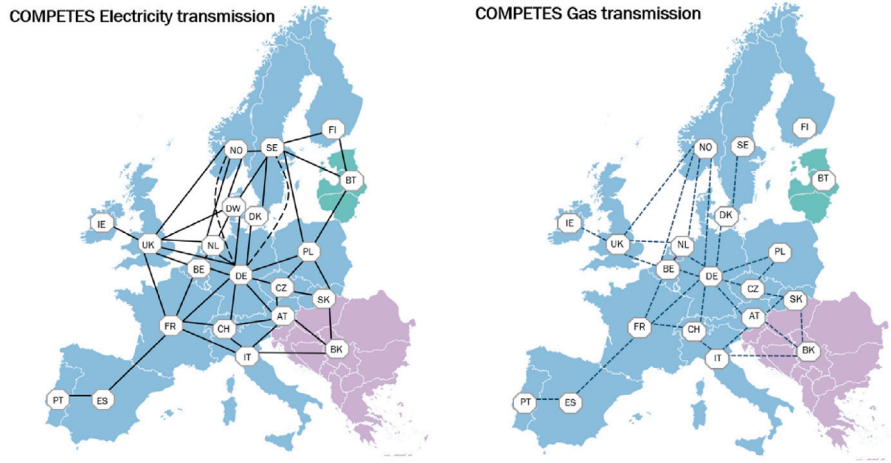 COMPETES Electricity transmission
FI
NO
SE
BT
DW
DK
IE
UK
NL
PL
BE
DE
CZ
SK
AT
FR
CH
BK
IT
PT
ES
COMPETES Gas transmission
FI
NO
SE
BT
DK
IE
UK
NL
PL
BE
DE
CZ
SK
AT
FR
CH
BK
IT
PT
ES